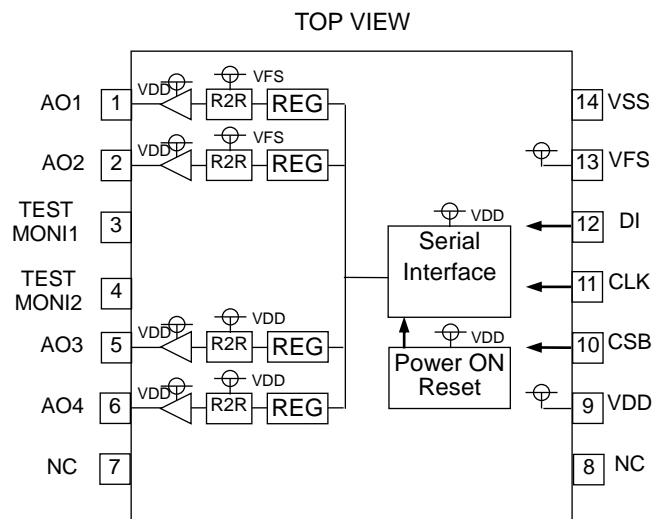 TOP VIEW
AO1 1 VDD R2R VFS REG 14 VSS
AO2 2 VDD R2R VFS REG 13 VFS
TEST MONI1 3 12 DI
VDD
Serial Interface
TEST MONI2 4 11 CLK
AO3 5 VDD R2R VDD REG 10 CSB
VDD
Power ON Reset
AO4 6 VDD R2R VDD REG 9 VDD
NC 7 8 NC